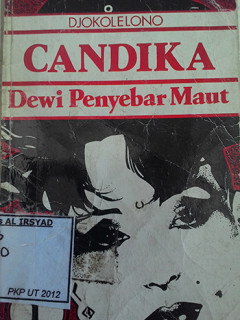 DJOKOLELONO
CANDIKA
Dewi Penyebar Maut
AL IRSYAD
PKP UT 2012